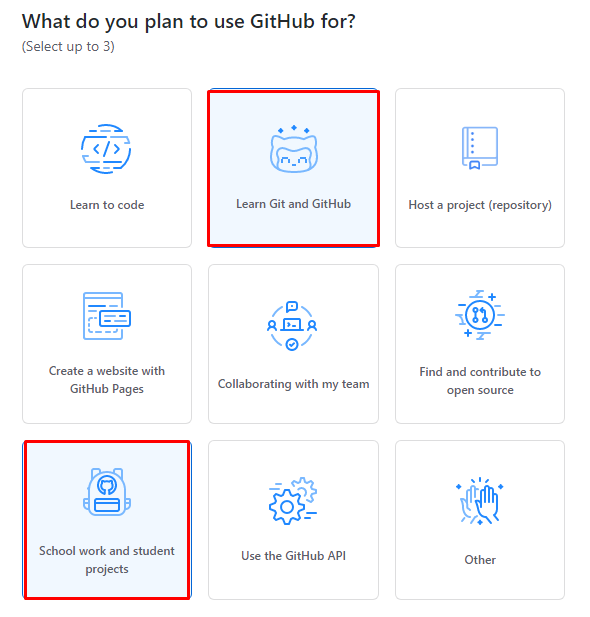 What do you plan to use GitHub for?
(Select up to 3)
Learn to code
Learn Git and GitHub
Host a project (repository)
Create a website with
GitHub Pages
Collaborating with my team
Find and contribute to
open source
School work and student
projects
Use the GitHub API
Other